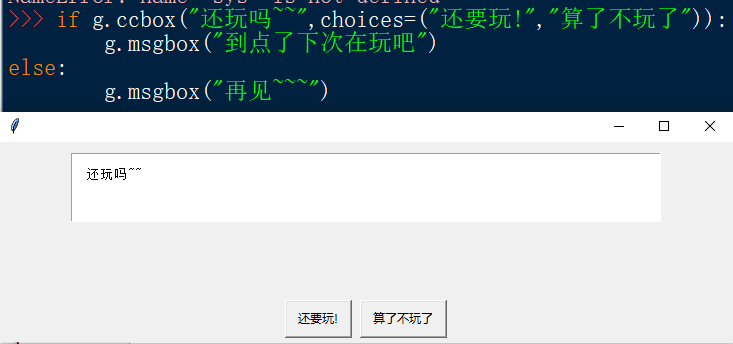 NameError: name 'sys' is not defined
>>> if g.ccbox("还玩吗~~",choices=("还要玩!","算了不玩了")):
        g.msgbox("到点了下次在玩吧")
else:
        g.msgbox("再见~~~")
还玩吗~~
还要玩! 算了不玩了